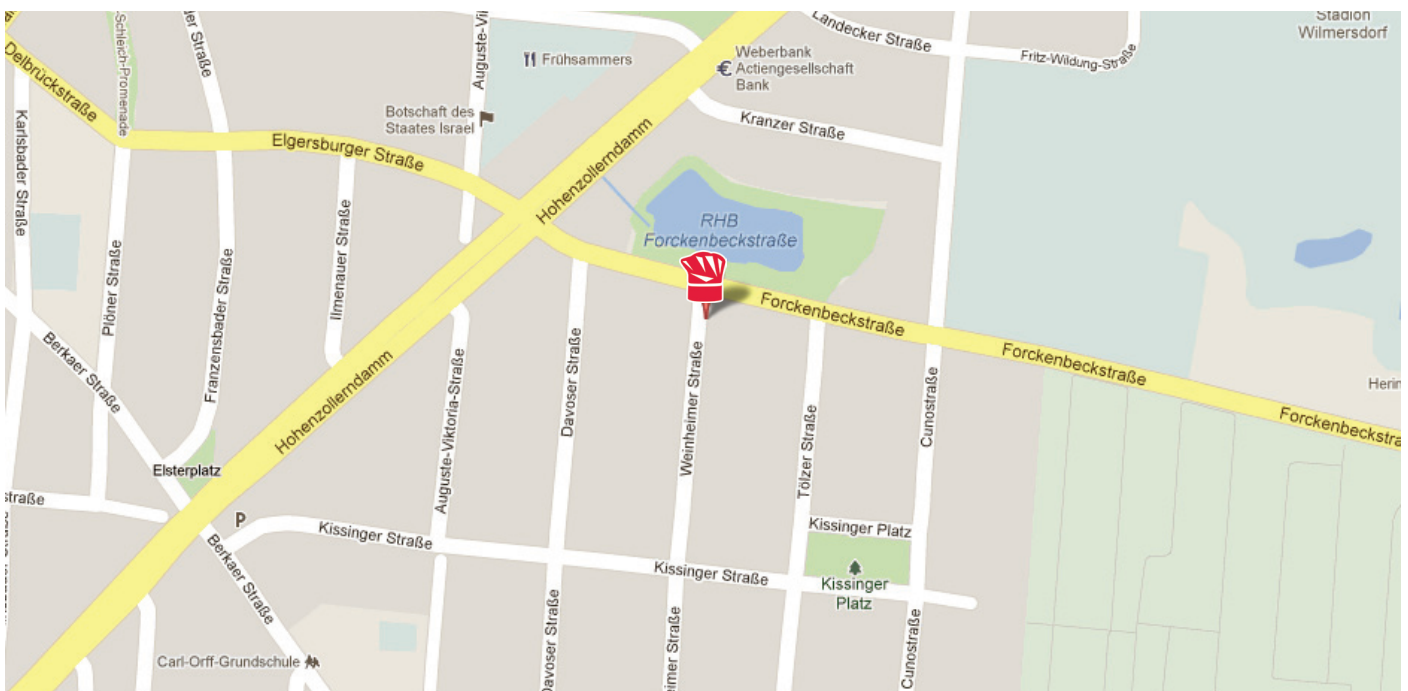 Delbrückstraße
-Schleich-Promenade
ger Straße
Auguste-Vi
Frühsammers
Weberbank
Actiengesellschaft
Bank
Landecker Straße
Fritz-Wildung-Straße
Stadion
Wilmersdorf
Botschaft des
Staates Israel
Kranzer Straße
Karlsbader Straße
Elgersburger Straße
Hohenzollerndamm
RHB
Forckenbeckstraße
Plöner Straße
Franzensbader Straße
Ilmenauer Straße
Berkaer Straße
Hohenzollerndamm
Auguste-Viktoria-Straße
Davoser Straße
Weinheimer Straße
Tölzer Straße
Cunostraße
Forckenbeckstraße
Forckenbeckstraße
Herin
Forckenbeckstra
Elsterplatz
straße
P
Kissinger Straße
Berkaer Straße
Kissinger Straße
Kissinger Platz
Kissinger
Platz
Carl-Orff-Grundschule
Davoser Straße
imer Straße
Cunostraße